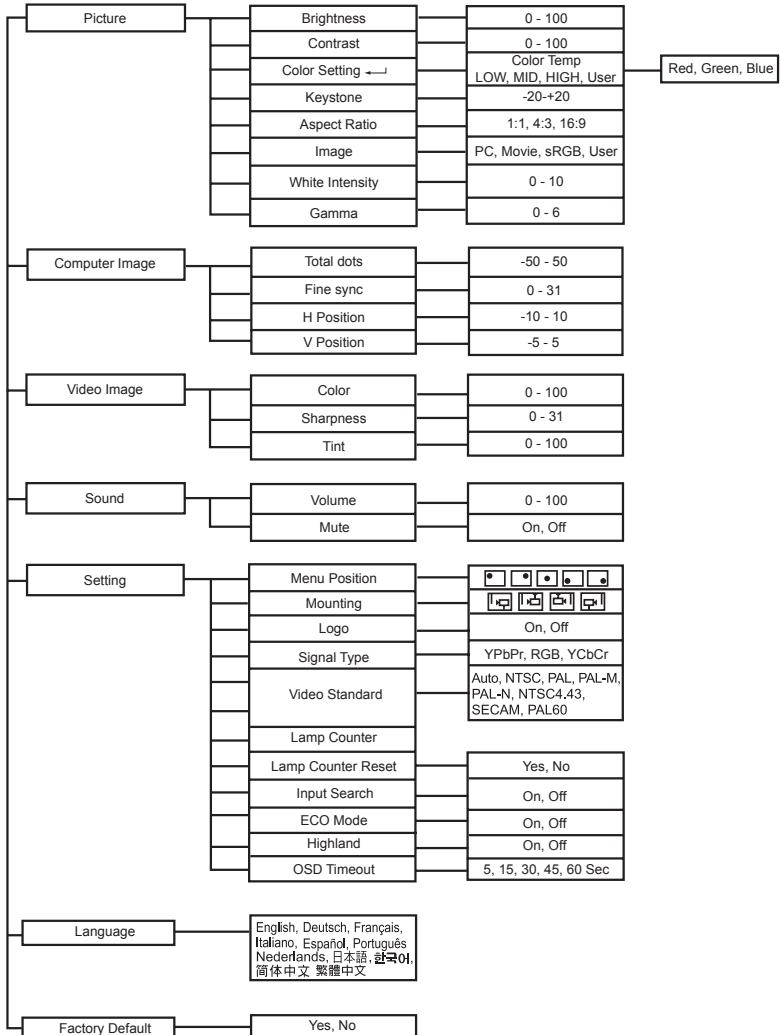 Picture
Brightness
0 - 100
Contrast
0 - 100
Color Setting
Color Temp
LOW, MID, HIGH, User
Red, Green, Blue
Keystone
-20-+20
Aspect Ratio
1:1, 4:3, 16:9
Image
PC, Movie, sRGB, User
White Intensity
0 - 10
Gamma
0 - 6
Computer Image
Total dots
-50 - 50
Fine sync
0 - 31
H Position
-10 - 10
V Position
-5 - 5
Video Image
Color
0 - 100
Sharpness
0 - 31
Tint
0 - 100
Sound
Volume
0 - 100
Mute
On, Off
Setting
Menu Position
Mounting
Logo
On, Off
Signal Type
YPbPr, RGB, YCbCr
Video Standard
Auto, NTSC, PAL, PAL-M,
PAL-N, NTSC4.43,
SECAM, PAL60
Lamp Counter
Lamp Counter Reset
Yes, No
Input Search
On, Off
ECO Mode
On, Off
Highland
On, Off
OSD Timeout
5, 15, 30, 45, 60 Sec
Language
English, Deutsch, Français,
Italiano, Español, Português
Nederlands, 日本語, 한국어,
简体中文 繁體中文
Factory Default
Yes, No